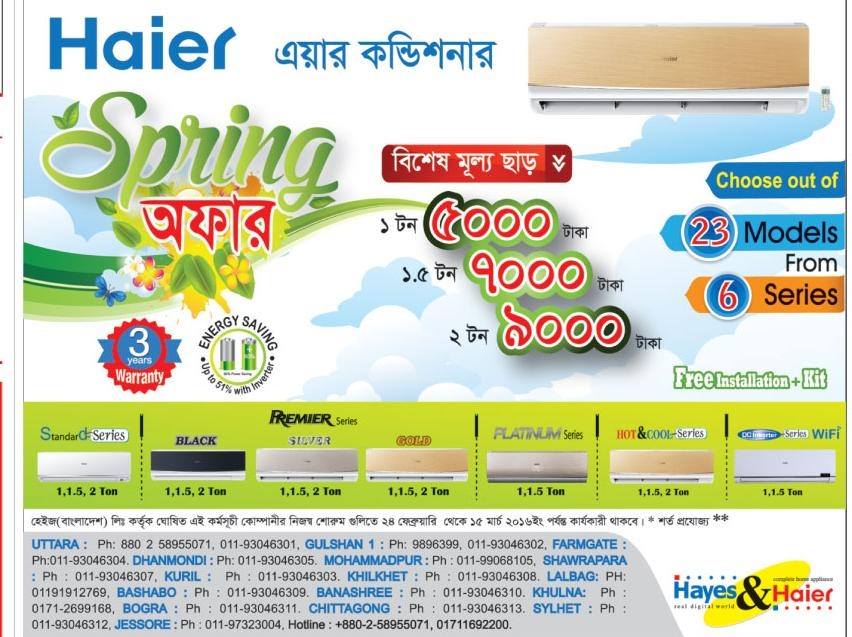 Haier এয়ার কন্ডিশনার
Haier
Spring
অফার
বিশেষ মূল্য ছাড়
১ টন ৫০০০ টাকা
১.৫ টন ৭০০০ টাকা
২ টন ৯০০০ টাকা
Choose out of
23 Models
From
6 Series
3
years
Warranty
ENERGY SAVING
Up to 51% with Inverter
Free Installation + Kit
Standard Series
1,1.5, 2 Ton
PREMIER Series
BLACK
1,1.5, 2 Ton
SILVER
1,1.5, 2 Ton
GOLD
1,1.5, 2 Ton
PLATINUM Series
1,1.5 Ton
HOT & COOL Series
1,1.5, 2 Ton
DC Inverter Series WiFi
1,1.5 Ton
হেইজ(বাংলাদেশ) লিঃ কর্তৃক ঘোষিত এই কর্মসূচী কোম্পানীর নিজস্ব শোরুম গুলিতে ২৪ ফেব্রুয়ারি থেকে ১৫ মার্চ ২০১৬ইং পর্যন্ত কার্যকারী থাকবে। * শর্ত প্রযোজ্য **
UTTARA : Ph: 880 2 58955071, 011-93046301, GULSHAN 1 : Ph: 9896399, 011-93046302, FARMGATE :
Ph:011-93046304. DHANMONDI : Ph: 011-93046305. MOHAMMADPUR : Ph : 011-99068105, SHAWRAPARA
: Ph : 011-93046307, KURIL : Ph : 011-93046303. KHILKHET : Ph : 011-93046308. LALBAG: PH:
01191912769, BASHABO : Ph : 011-93046309. BANASHREE : Ph : 011-93046310. KHULNA: Ph :
0171-2699168, BOGRA : Ph : 011-93046311. CHITTAGONG : Ph : 011-93046313. SYLHET : Ph :
011-93046312, JESSORE : Ph : 011-97323004, Hotline : +880-2-58955071, 01711692200.
complete home appliance
Hayes & Haier
real digital world